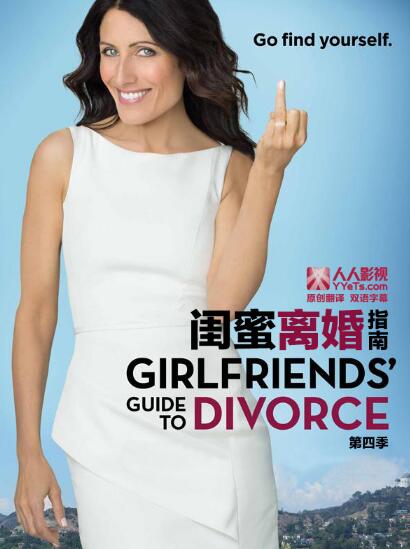 Go find yourself.
人人影视
YYeTs.com
原创翻译 双语字幕
闺蜜离婚指南
GIRLFRIENDS'
GUIDE TO DIVORCE
第四季